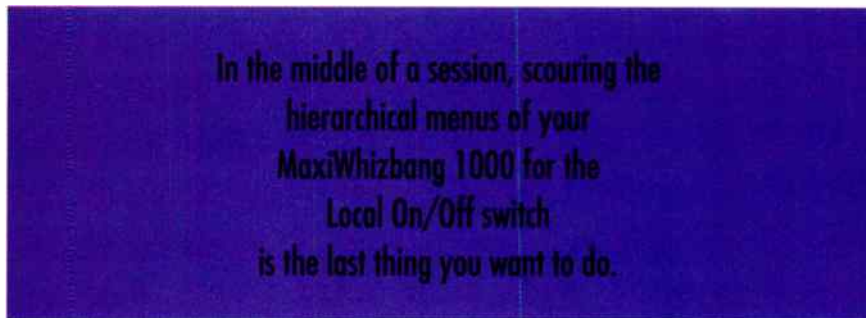 In the middle of a session, scouring the
hierarchical menus of your
MaxiWhizbang 1000 for the
Local On/Off switch
is the last thing you want to do.